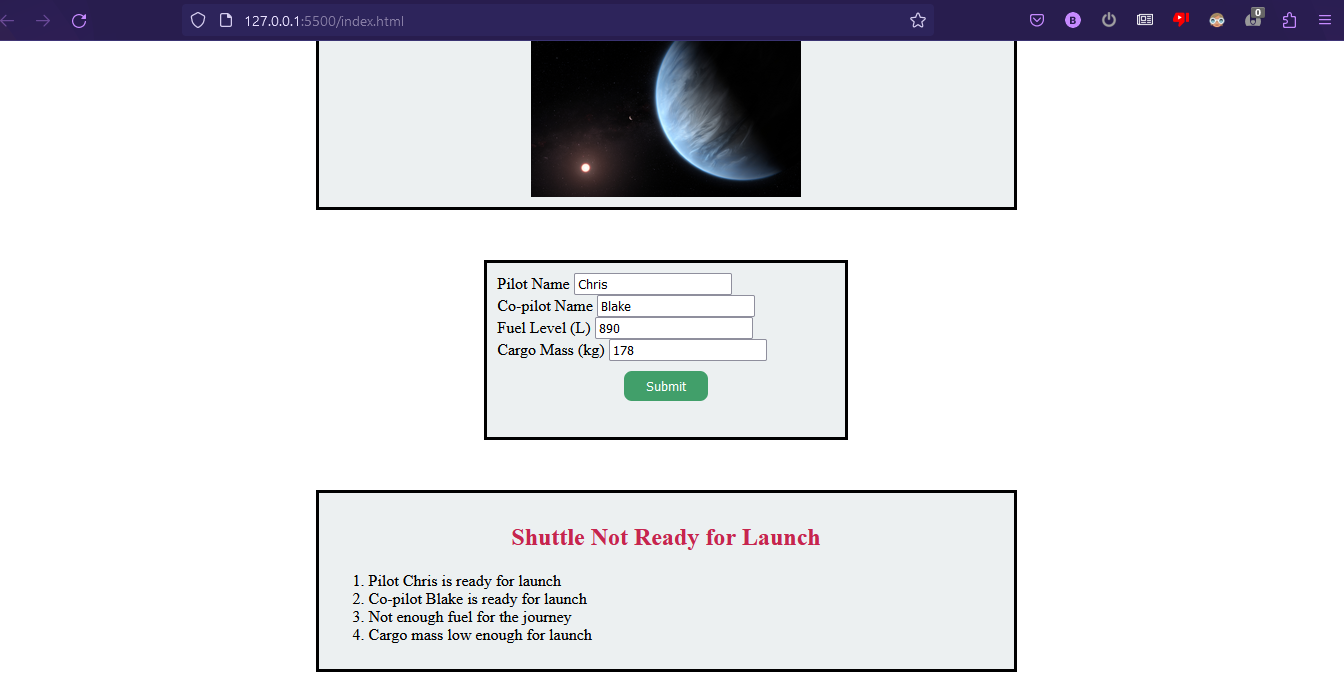 127.0.0.1:5500/index.html
B
0
Pilot Name Chris
Co-pilot Name Blake
Fuel Level (L) 890
Cargo Mass (kg) 178
Submit
Shuttle Not Ready for Launch
1. Pilot Chris is ready for launch
2. Co-pilot Blake is ready for launch
3. Not enough fuel for the journey
4. Cargo mass low enough for launch